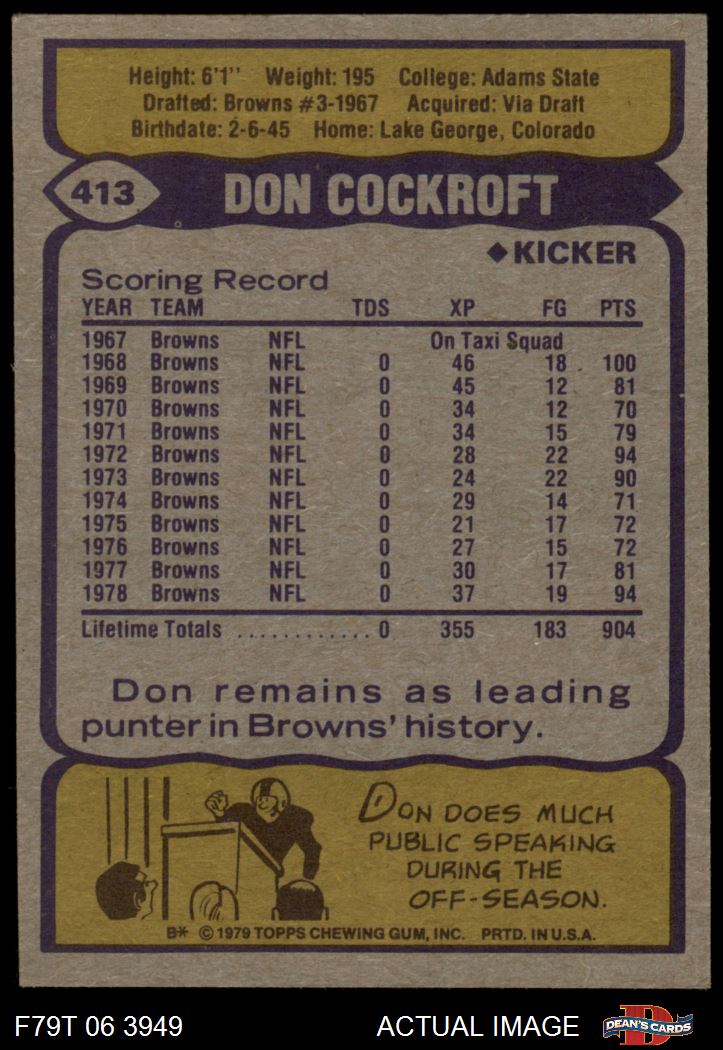 Height: 6'1" Weight: 195 College: Adams State
Drafted: Browns #3-1967 Acquired: Via Draft
Birthdate: 2-6-45 Home: Lake George, Colorado
413 DON COCKROFT
◆KICKER
Scoring Record
YEAR TEAM TDS XP FG PTS
1967 Browns NFL On Taxi Squad
1968 Browns NFL 0 46 18 100
1969 Browns NFL 0 45 12 81
1970 Browns NFL 0 34 12 70
1971 Browns NFL 0 34 15 79
1972 Browns NFL 0 28 22 94
1973 Browns NFL 0 24 22 90
1974 Browns NFL 0 29 14 71
1975 Browns NFL 0 21 17 72
1976 Browns NFL 0 27 15 72
1977 Browns NFL 0 30 17 81
1978 Browns NFL 0 37 19 94
Lifetime Totals ............ 0 355 183 904
Don remains as leading
punter in Browns' history.
DON DOES MUCH
PUBLIC SPEAKING
DURING THE
OFF-SEASON.
B* © 1979 TOPPS CHEWING GUM, INC. PRTD. IN U.S.A.
F79T 06 3949 ACTUAL IMAGE D DEAN'S CARDS